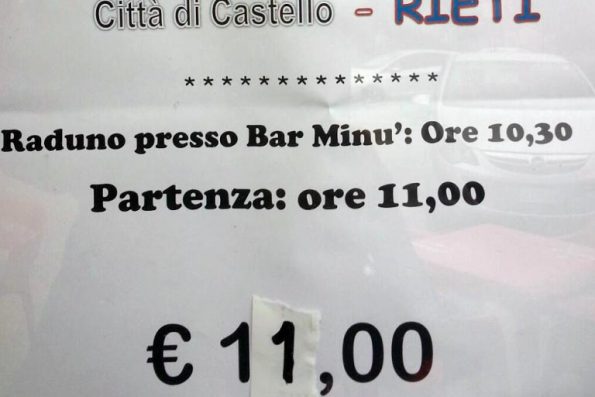 Città di Castello - RIETI
* * * * * * * * * * * * * *
Raduno presso Bar Minu': Ore 10,30
Partenza: ore 11,00
€ 11,00